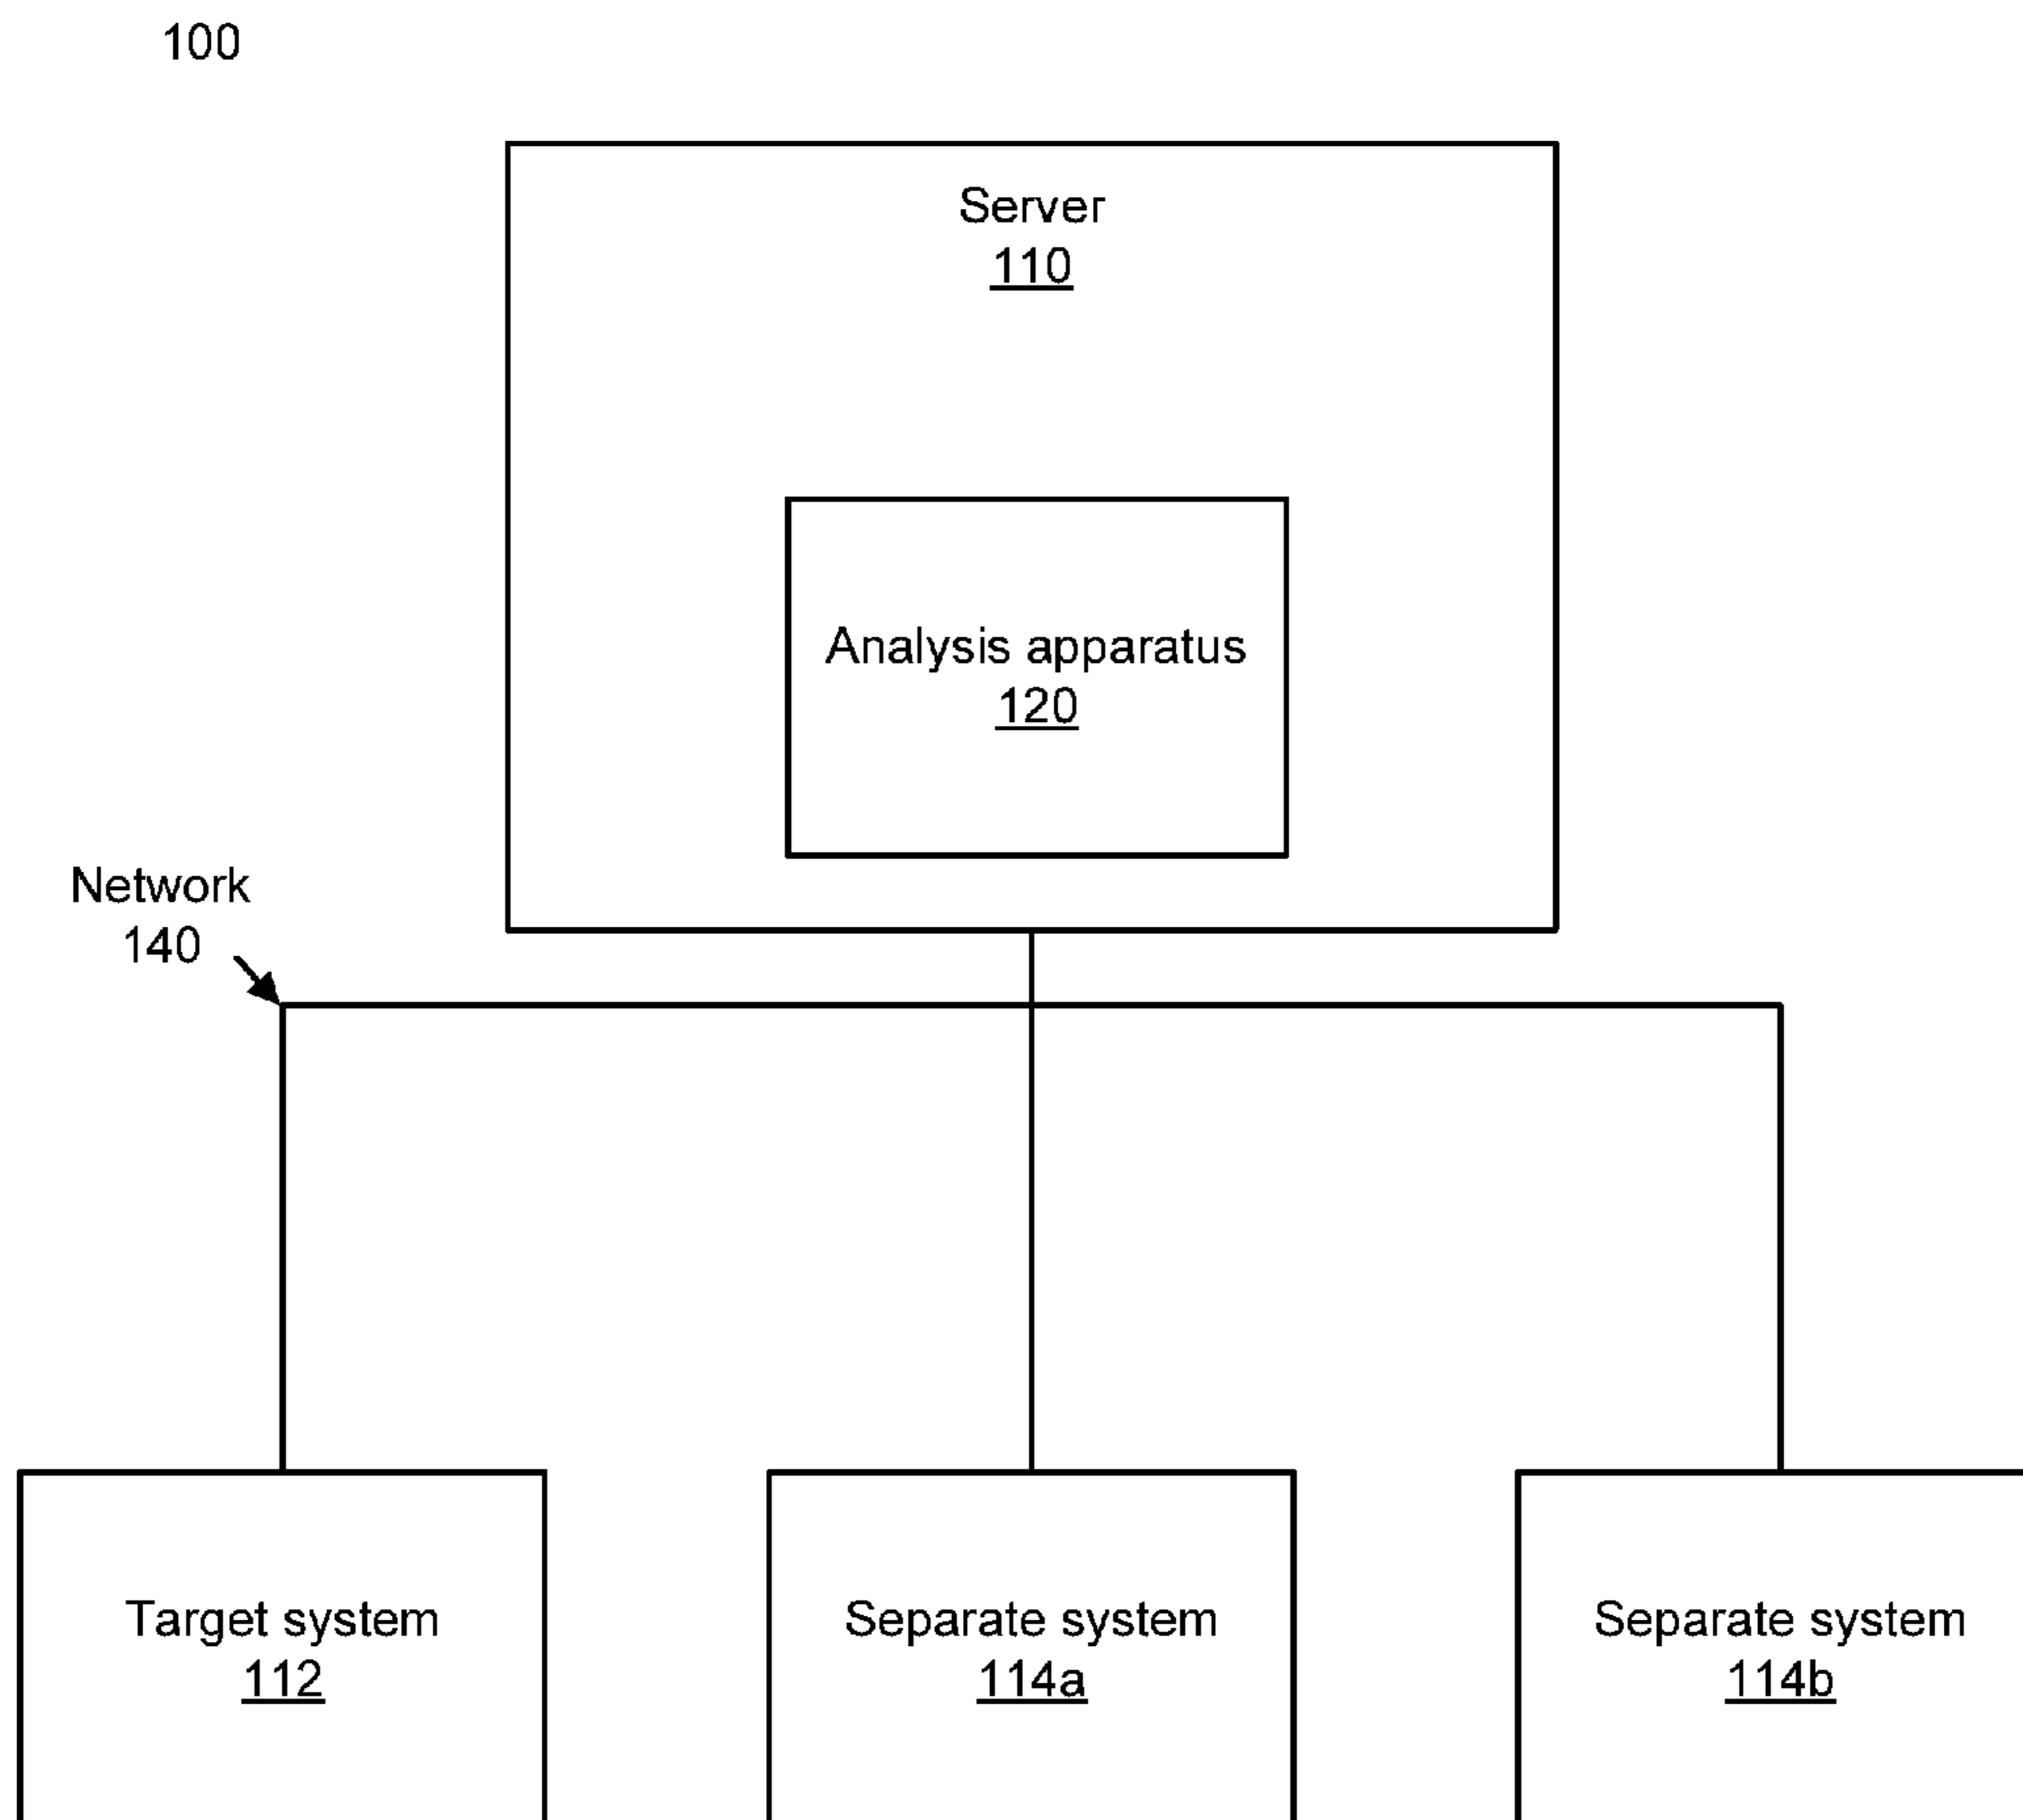 100
Server
110
Analysis apparatus
120
Network
140
Target system
112
Separate system
114a
Separate system
114b